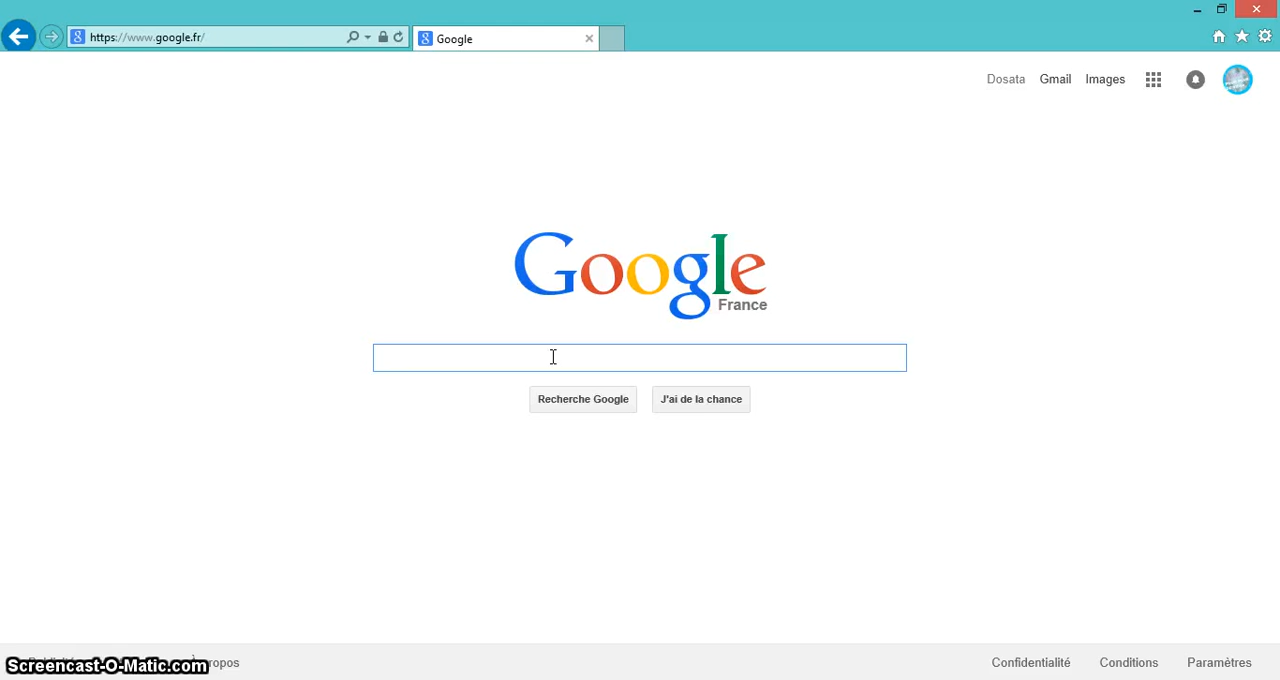 https://www.google.fr/
Google
Dosata Gmail Images
Google
France
Recherche Google J'ai de la chance
Screencast-O-Matic.com
Confidentialité Conditions Paramètres